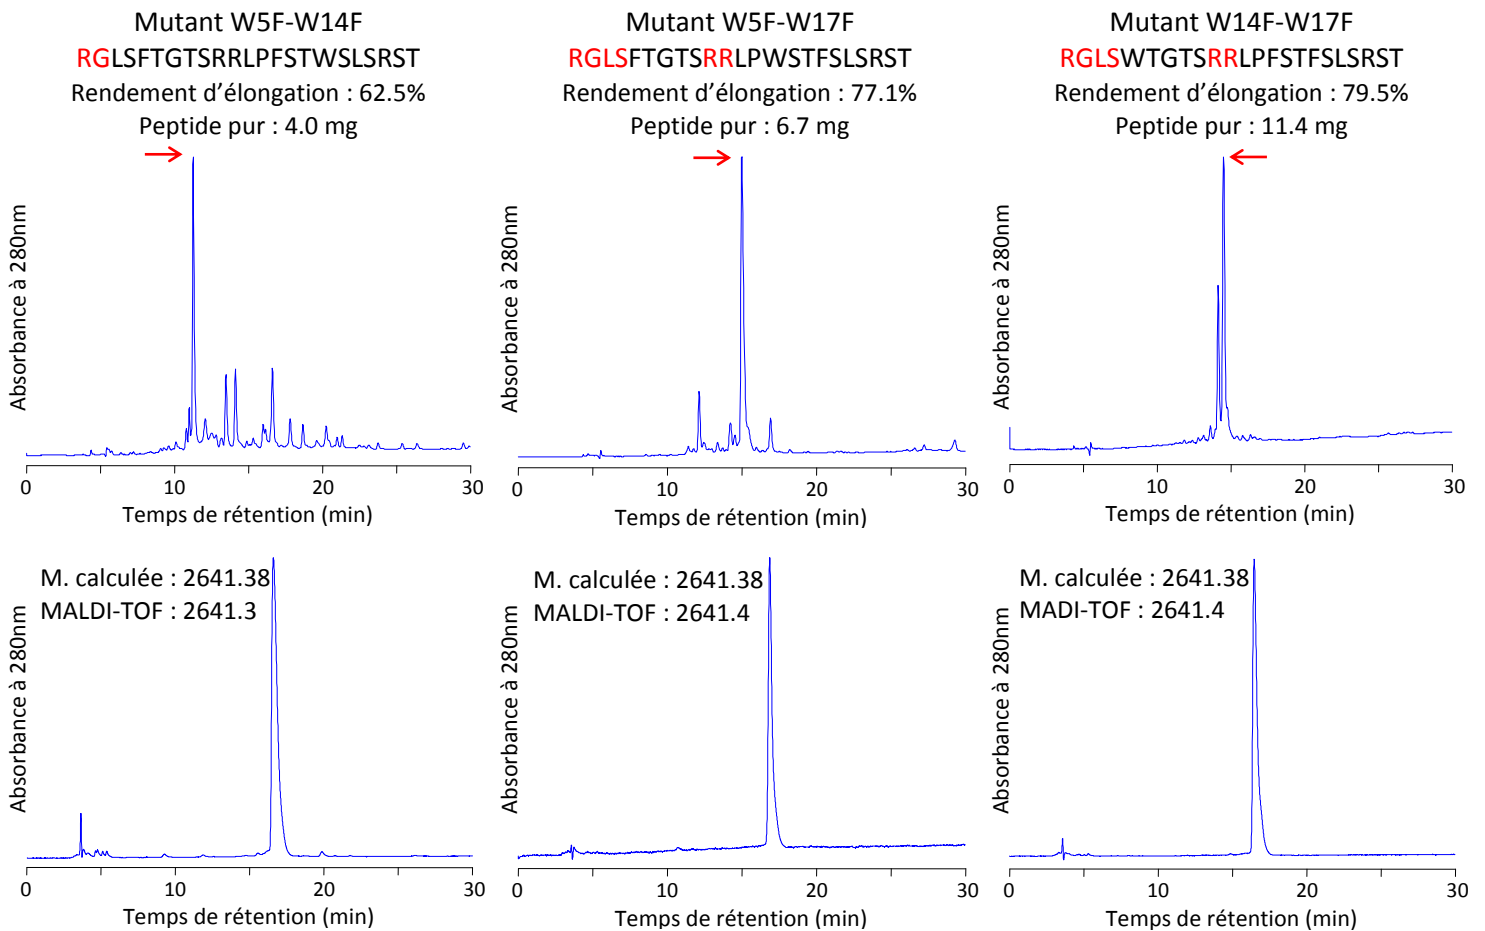 Mutant W5F-W14F
RGLSFTGTSRRLPFSTWSLSRST
Rendement d'élongation : 62.5%
Peptide pur : 4.0 mg
Absorbance à 280nm
0 10 20 30
Temps de rétention (min)
Mutant W5F-W17F
RGLSFTGTSRRLPWSTFSLSRST
Rendement d'élongation : 77.1%
Peptide pur : 6.7 mg
Absorbance à 280nm
0 10 20 30
Temps de rétention (min)
Mutant W14F-W17F
RGLSWTGTSRRLPFSTFSLSRST
Rendement d'élongation : 79.5%
Peptide pur : 11.4 mg
Absorbance à 280nm
0 10 20 30
Temps de rétention (min)
M. calculée : 2641.38
MALDI-TOF : 2641.3
Absorbance à 280nm
0 10 20 30
Temps de rétention (min)
M. calculée : 2641.38
MALDI-TOF : 2641.4
Absorbance à 280nm
0 10 20 30
Temps de rétention (min)
M. calculée : 2641.38
MADI-TOF : 2641.4
Absorbance à 280nm
0 10 20 30
Temps de rétention (min)